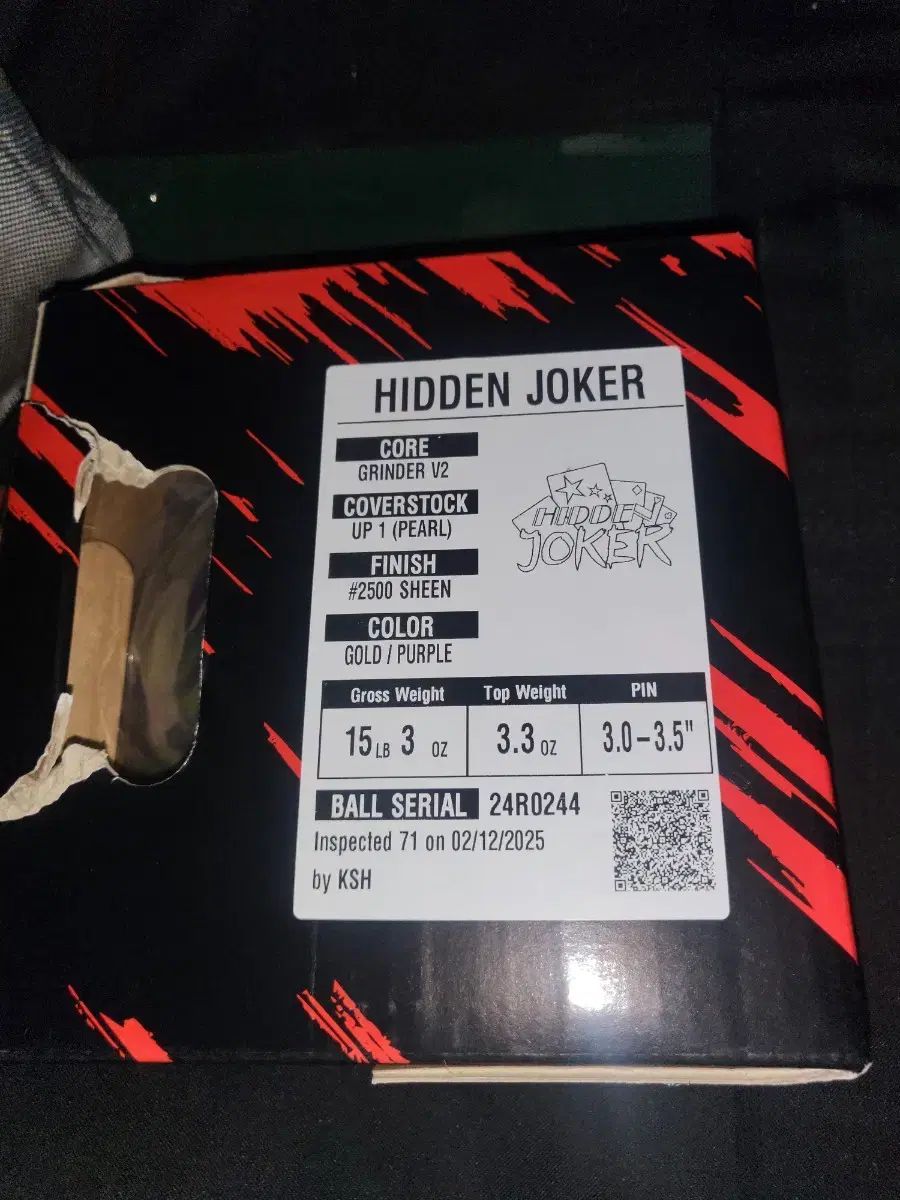 HIDDEN JOKER
CORE
GRINDER V2
COVERSTOCK
UP 1 (PEARL)
FINISH
#2500 SHEEN
COLOR
GOLD / PURPLE
HIDDEN
JOKER
Gross Weight Top Weight PIN
15 LB 3 OZ 3.3 OZ 3.0-3.5"
BALL SERIAL 24R0244
Inspected 71 on 02/12/2025
by KSH